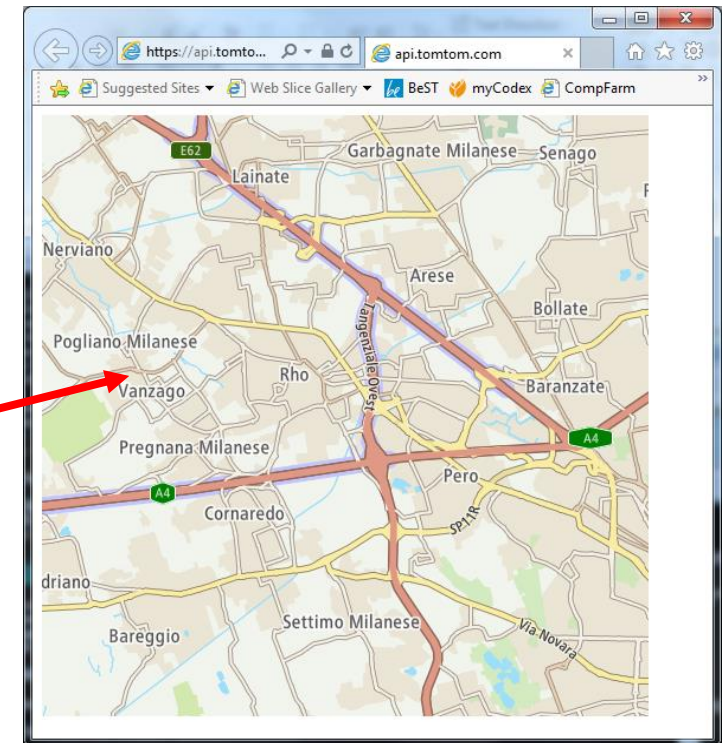 https://api.tomto...
api.tomtom.com
Suggested Sites
Web Slice Gallery
be BeST
myCodex
CompFarm
E62
Garbagnate Milanese
Senago
Lainate
Nerviano
Arese
Bollate
Tangenziale Ovest
Pogliano Milanese
Rho
Vanzago
Baranzate
Pregnana Milanese
A4
A4
Pero
Cornaredo
SP11R
driano
Settimo Milanese
Via Novara
Bareggio